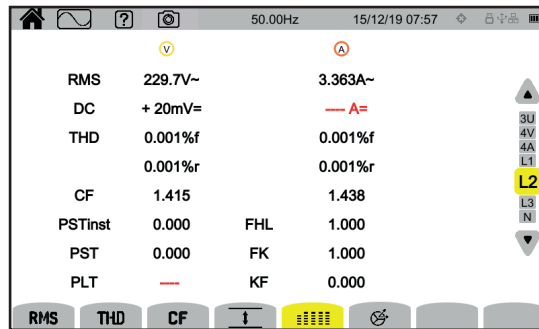 ? 50.00Hz 15/12/19 07:57
V A
RMS 229.7V~ 3.363A~
DC + 20mV= ---- A=
THD 0.001%f 0.001%f
0.001%r 0.001%r
CF 1.415 1.438
PSTinst 0.000 FHL 1.000
PST 0.000 FK 1.000
PLT ---- KF 0.000
3U
4V
4A
L1
L2
L3
N
RMS THD CF